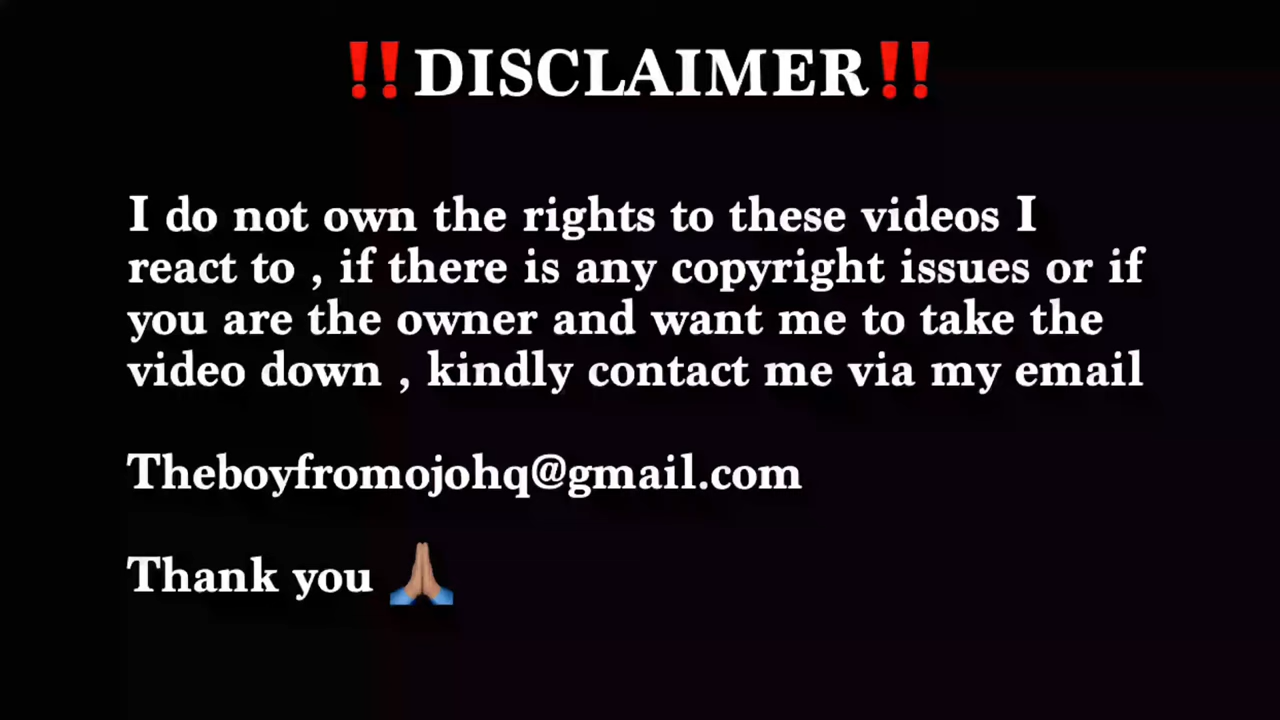 ‼️DISCLAIMER‼️
I do not own the rights to these videos I
react to , if there is any copyright issues or if
you are the owner and want me to take the
video down , kindly contact me via my email
Theboyfromojohq@gmail.com
Thank you 🙏🏽